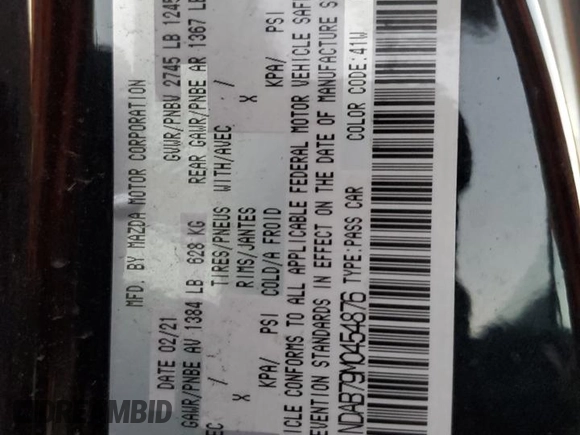 MFD. BY MAZDA MOTOR CORPORATION
DATE 02/21 GVWR/PNBV 2745 LB 1245
GAWR/PNBE AV 1384 LB 628 KG REAR GAWR/PNBE AR 1367 LB
TIRES/PNEUS WITH/AVEC /
/ X RIMS/JANTES X
KPA/ PSI COLD/A FROID KPA/ PSI
ICLE CONFORMS TO ALL APPLICABLE FEDERAL MOTOR VEHICLE SAF
EVENTION STANDARDS IN EFFECT ON THE DATE OF MANUFACTURE S
NDAB79M0454876 TYPE:PASS CAR COLOR CODE:41W
DREAMBID